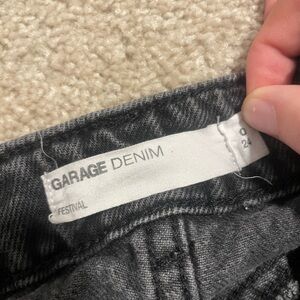 GARAGE DENIM
FESTIVAL
0
24